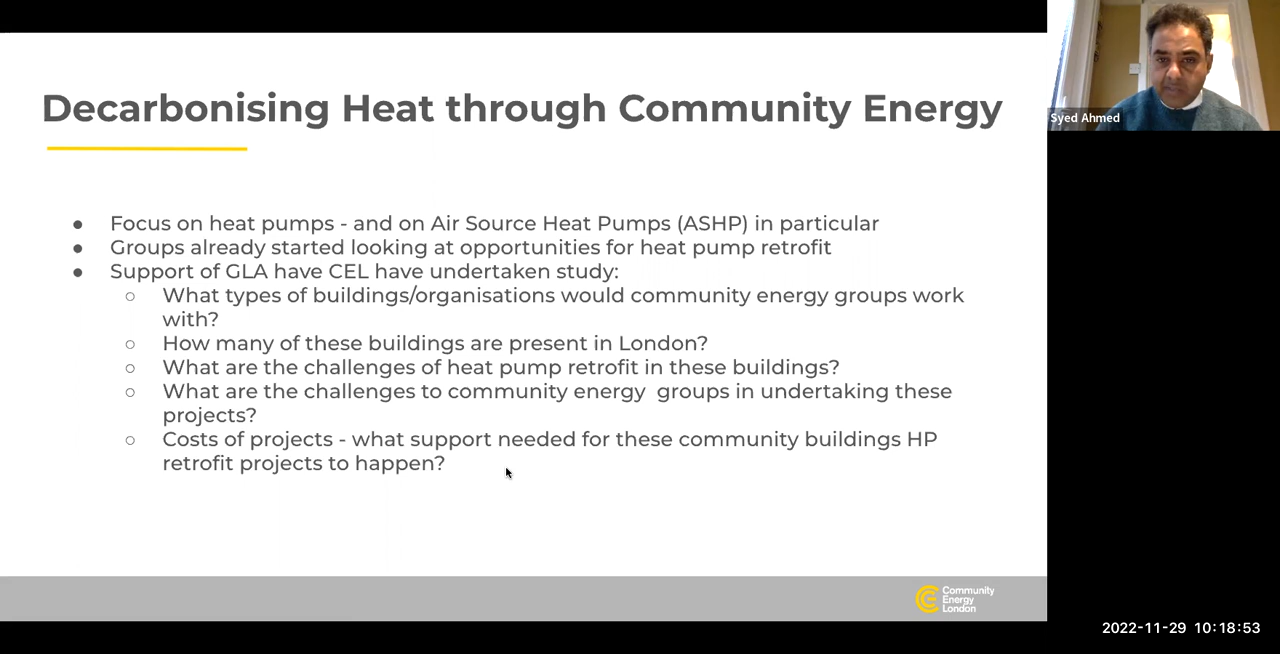 Decarbonising Heat through Community Energy
Syed Ahmed
● Focus on heat pumps - and on Air Source Heat Pumps (ASHP) in particular
● Groups already started looking at opportunities for heat pump retrofit
● Support of GLA have CEL have undertaken study:
○ What types of buildings/organisations would community energy groups work
with?
○ How many of these buildings are present in London?
○ What are the challenges of heat pump retrofit in these buildings?
○ What are the challenges to community energy  groups in undertaking these
projects?
○ Costs of projects - what support needed for these community buildings HP
retrofit projects to happen?
Community
Energy
London
2022-11-29 10:18:53